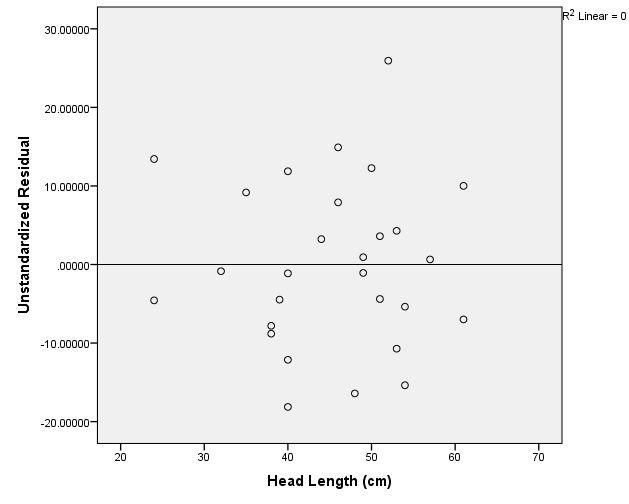 R² Linear = 0
30.00000
20.00000
10.00000
.00000
-10.00000
-20.00000
Unstandardized Residual
20 30 40 50 60 70
Head Length (cm)